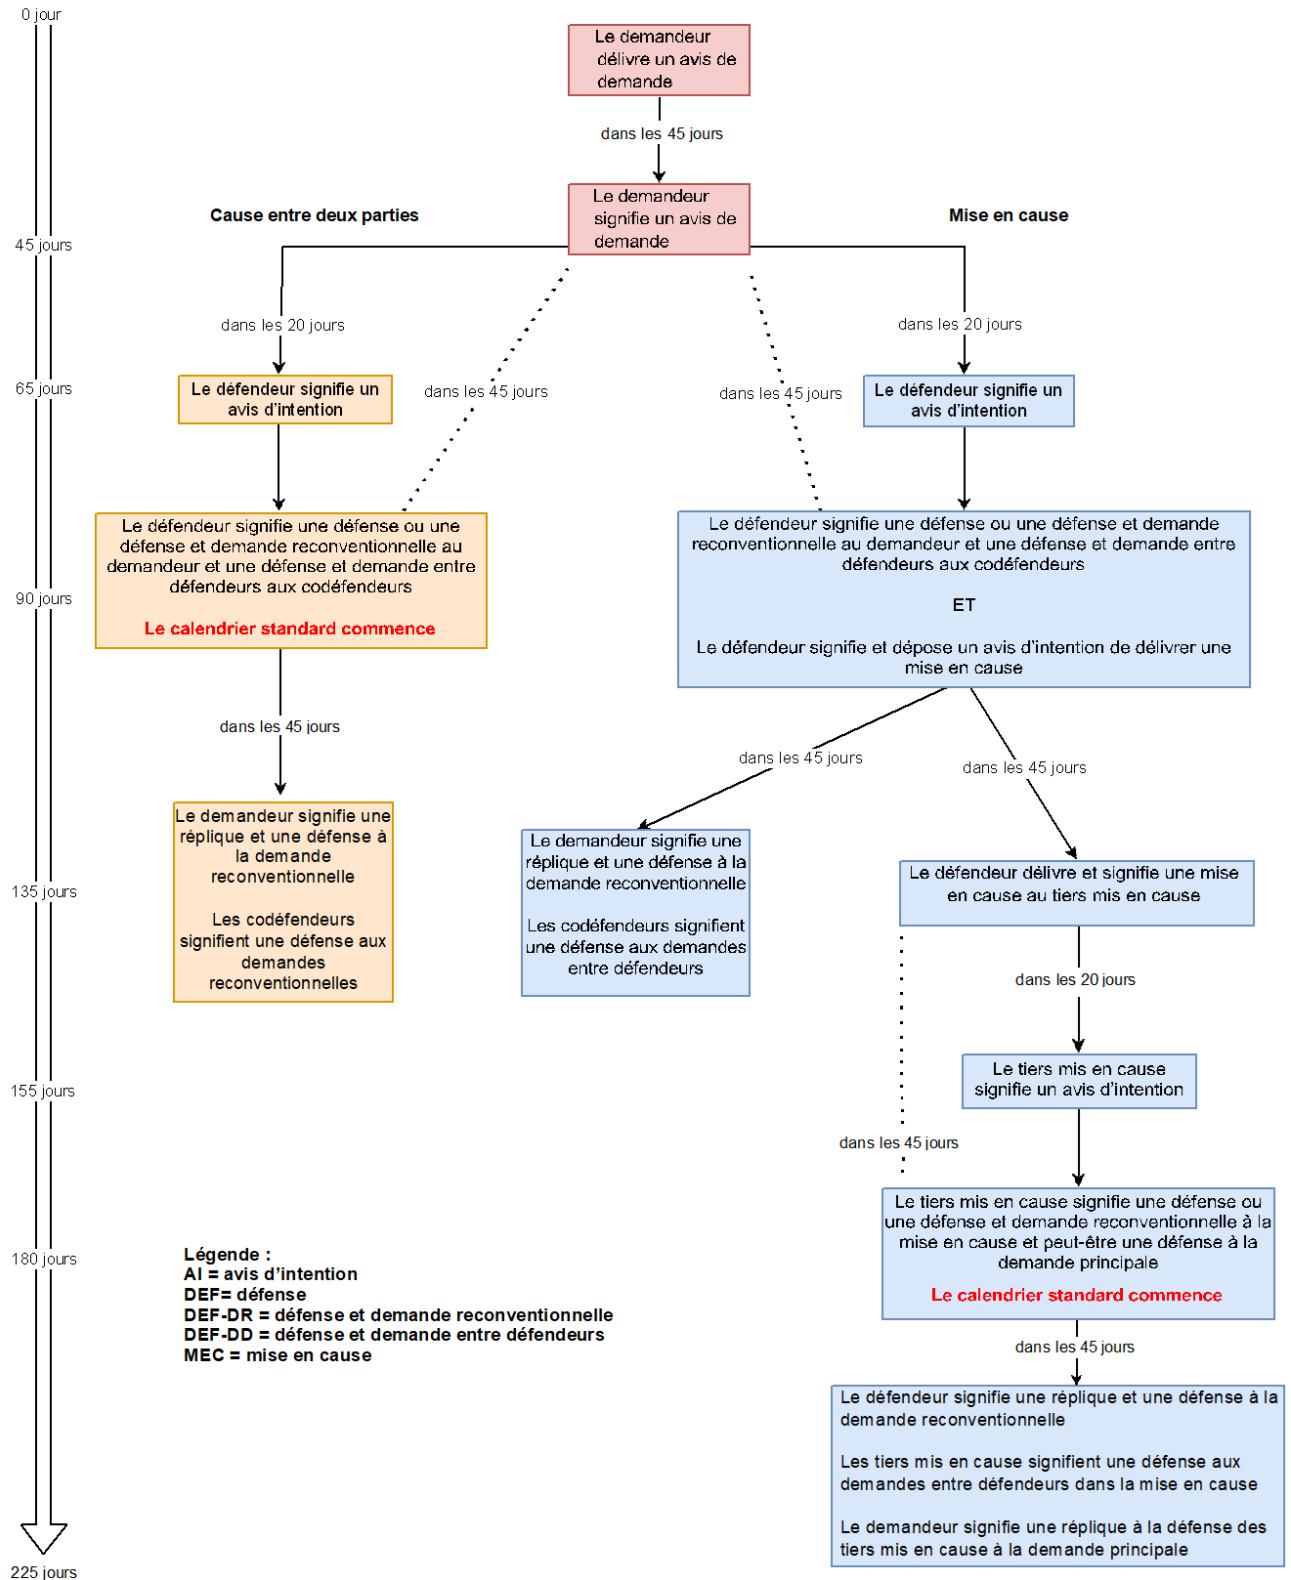 0 jour
Le demandeur
délivre un avis de
demande
dans les 45 jours
Le demandeur
signifie un avis de
demande
Cause entre deux parties
Mise en cause
45 jours
dans les 20 jours
dans les 20 jours
65 jours
Le défendeur signifie un
avis d’intention
dans les 45 jours
dans les 45 jours
Le défendeur signifie un
avis d’intention
Le défendeur signifie une défense ou une
défense et demande reconventionnelle au
demandeur et une défense et demande entre
défendeurs aux codéfendeurs
Le calendrier standard commence
90 jours
Le défendeur signifie une défense ou une défense et demande
reconventionnelle au demandeur et une défense et demande entre
défendeurs aux codéfendeurs
ET
Le défendeur signifie et dépose un avis d’intention de délivrer une
mise en cause
dans les 45 jours
dans les 45 jours
dans les 45 jours
Le demandeur signifie une
réplique et une défense à
la demande
reconventionnelle
Les codéfendeurs
signifient une défense aux
demandes
reconventionnelles
Le demandeur signifie une
réplique et une défense à la
demande reconventionnelle
Les codéfendeurs signifient
une défense aux demandes
entre défendeurs
Le défendeur délivre et signifie une mise
en cause au tiers mis en cause
135 jours
dans les 20 jours
Le tiers mis en cause
signifie un avis d’intention
155 jours
dans les 45 jours
Le tiers mis en cause signifie une défense ou
une défense et demande reconventionnelle à la
mise en cause et peut-être une défense à la
demande principale
Le calendrier standard commence
180 jours
Légende :
AI = avis d’intention
DEF= défense
DEF-DR = défense et demande reconventionnelle
DEF-DD = défense et demande entre défendeurs
MEC = mise en cause
dans les 45 jours
Le défendeur signifie une réplique et une défense à la
demande reconventionnelle
Les tiers mis en cause signifient une défense aux
demandes entre défendeurs dans la mise en cause
Le demandeur signifie une réplique à la défense des
tiers mis en cause à la demande principale
225 jours